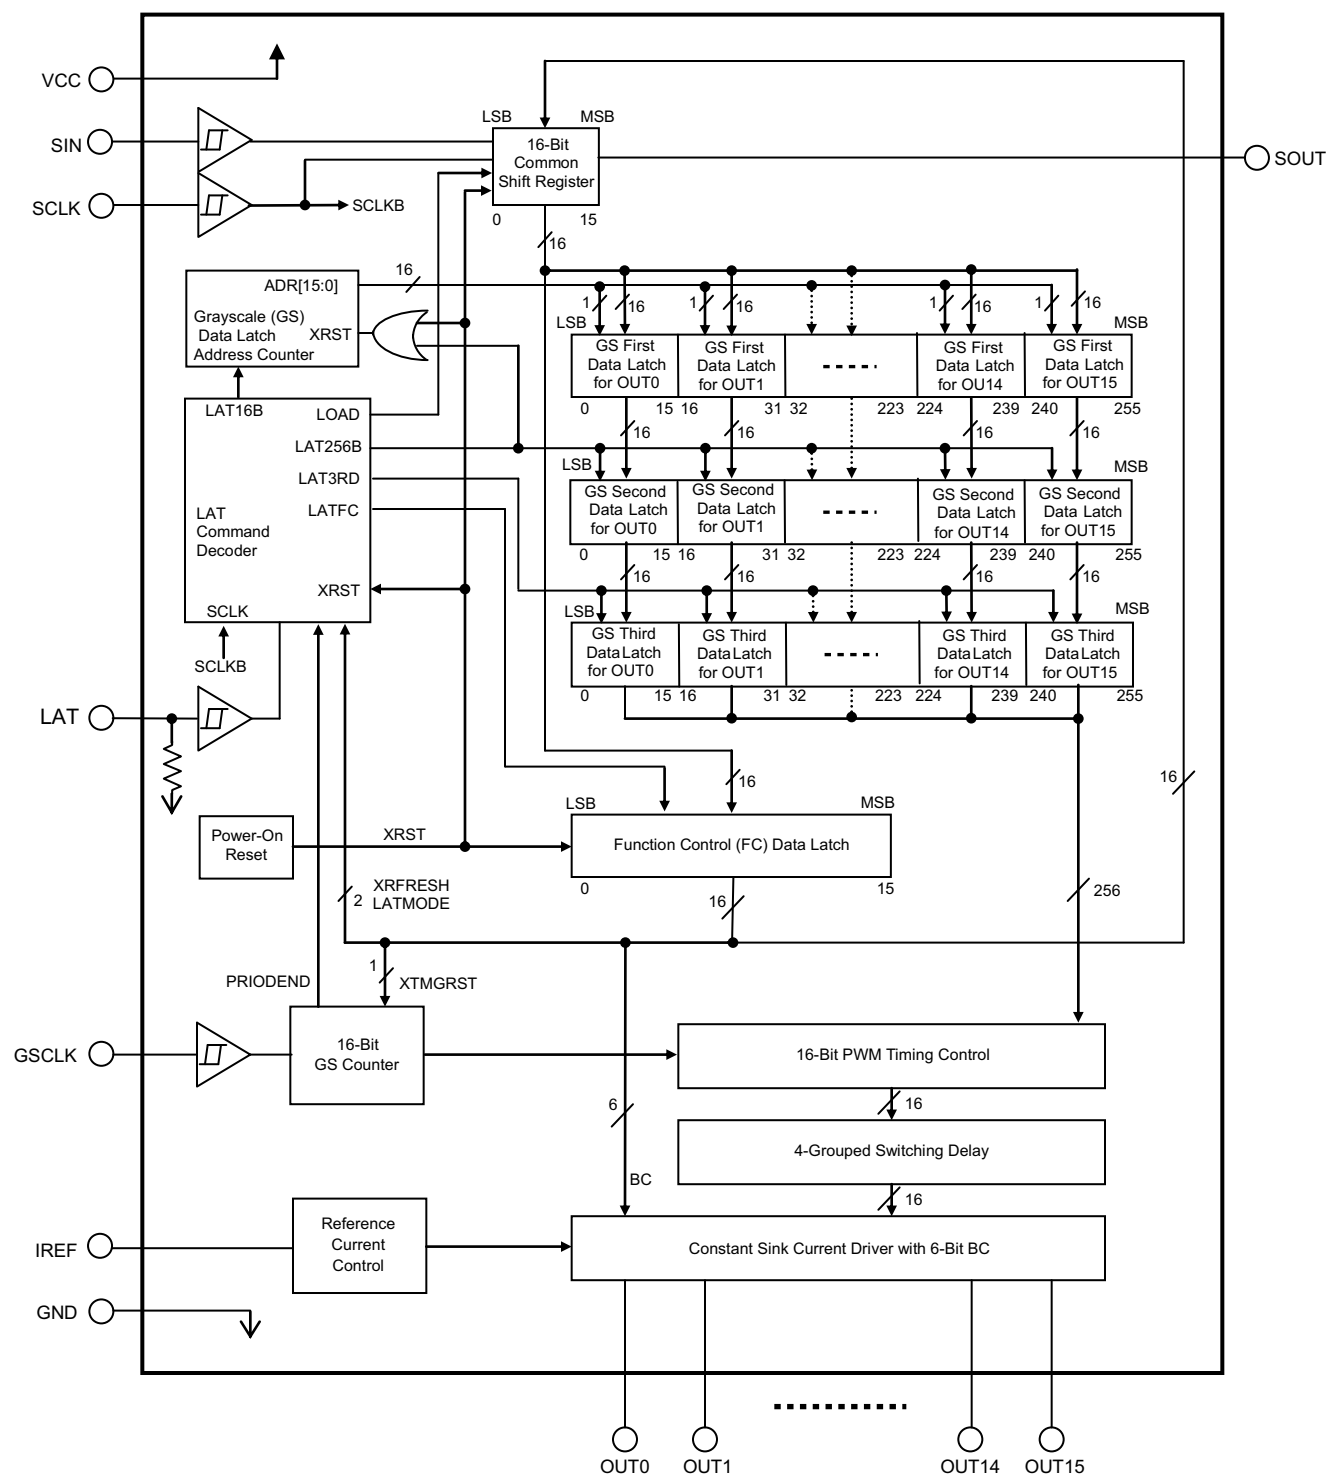 VCC
LSB MSB
SIN
16-Bit
Common
Shift Register
SOUT
SCLK
SCLKB
0 15
16
ADR[15:0]
16
Grayscale (GS)
Data Latch
Address Counter
XRST
1 16 1 16 1 16 1 16
LSB MSB
GS First
Data Latch
for OUT0
GS First
Data Latch
for OUT1
GS First
Data Latch
for OU14
GS First
Data Latch
for OUT15
0 15 16 31 32 223 224 239 240 255
LAT16B
LOAD
LAT256B
LAT3RD
LATFC
LAT
Command
Decoder
XRST
SCLK
SCLKB
16 16 16 16
LSB MSB
GS Second
Data Latch
for OUT0
GS Second
Data Latch
for OUT1
GS Second
Data Latch
for OUT14
GS Second
Data Latch
for OUT15
0 15 16 31 32 223 224 239 240 255
16 16 16 16
LSB MSB
GS Third
Data Latch
for OUT0
GS Third
Data Latch
for OUT1
GS Third
Data Latch
for OUT14
GS Third
Data Latch
for OUT15
0 15 16 31 32 223 224 239 240 255
LAT
16
16
LSB MSB
Power-On
Reset
XRST
Function Control (FC) Data Latch
0 15
2
XRFRESH
LATMODE
16
256
PRIODEND
1
XTMGRST
GSCLK
16-Bit
GS Counter
16-Bit PWM Timing Control
6
16
4-Grouped Switching Delay
BC
16
IREF
Reference
Current
Control
Constant Sink Current Driver with 6-Bit BC
GND
OUT0 OUT1 OUT14 OUT15